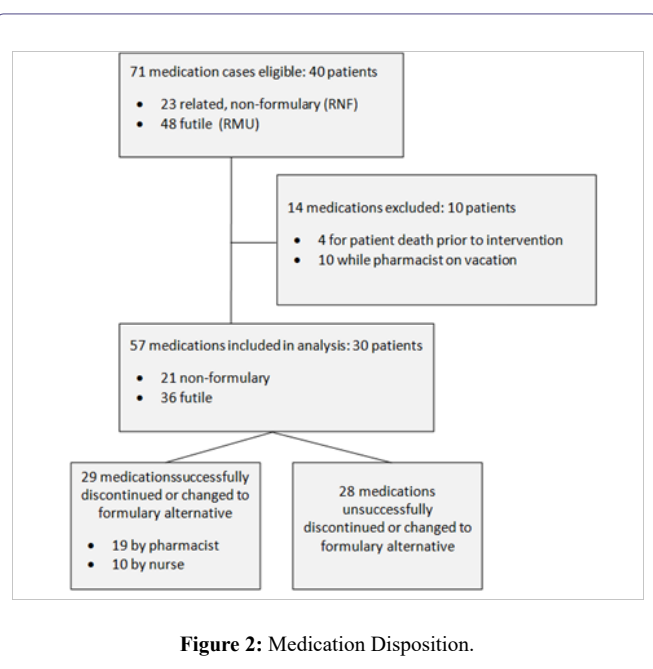 71 medication cases eligible: 40 patients
• 23 related, non-formulary (RNF)
• 48 futile (RMU)
14 medications excluded: 10 patients
• 4 for patient death prior to intervention
• 10 while pharmacist on vacation
57 medications included in analysis: 30 patients
• 21 non-formulary
• 36 futile
29 medicationssuccessfully
discontinued or changed to
formulary alternative
• 19 by pharmacist
• 10 by nurse
28 medications
unsuccessfully
discontinued or changed to
formulary alternative
Figure 2: Medication Disposition.